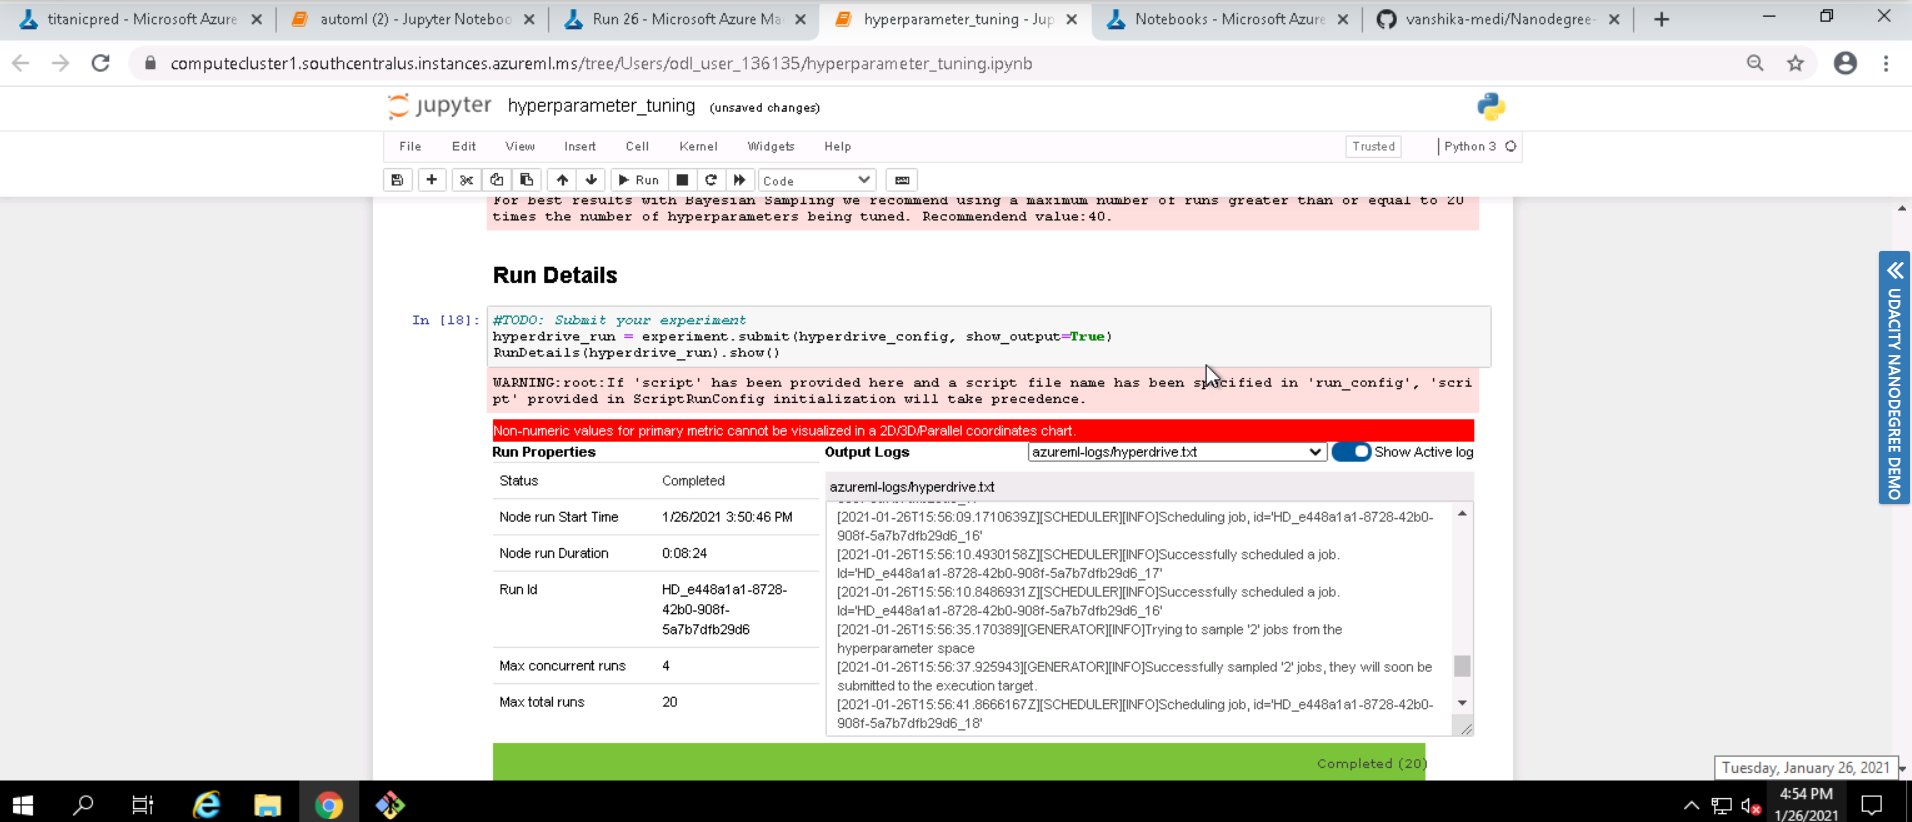 titanicpred - Microsoft Azure
automl (2) - Jupyter Noteboo
Run 26 - Microsoft Azure Ma
hyperparameter_tuning - Jup
Notebooks - Microsoft Azure
vanshika-medi/Nanodegree-
computecluster1.southcentralus.instances.azureml.ms/tree/Users/odl_user_136135/hyperparameter_tuning.ipynb
jupyter hyperparameter_tuning (unsaved changes)
File Edit View Insert Cell Kernel Widgets Help Trusted Python 3
Run Code
For best results with Bayesian Sampling we recommend using a maximum number of runs greater than or equal to 20
times the number of hyperparameters being tuned. Recommendend value:40.
Run Details
In [18]:
#TODO: Submit your experiment
hyperdrive_run = experiment.submit(hyperdrive_config, show_output=True)
RunDetails(hyperdrive_run).show()
WARNING:root:If 'script' has been provided here and a script file name has been specified in 'run_config', 'scri
pt' provided in ScriptRunConfig initialization will take precedence.
Non-numeric values for primary metric cannot be visualized in a 2D/3D/Parallel coordinates chart.
Run Properties
Status Completed
Node run Start Time 1/26/2021 3:50:46 PM
Node run Duration 0:08:24
Run Id HD_e448a1a1-8728-
42b0-908f-
5a7b7dfb29d6
Max concurrent runs 4
Max total runs 20
Output Logs azureml-logs/hyperdrive.txt Show Active log
azureml-logs/hyperdrive.txt
[2021-01-26T15:56:09.1710639Z][SCHEDULER][INFO]Scheduling job, id='HD_e448a1a1-8728-42b0-
908f-5a7b7dfb29d6_16'
[2021-01-26T15:56:10.4930158Z][SCHEDULER][INFO]Successfully scheduled a job.
Id='HD_e448a1a1-8728-42b0-908f-5a7b7dfb29d6_17'
[2021-01-26T15:56:10.8486931Z][SCHEDULER][INFO]Successfully scheduled a job.
Id='HD_e448a1a1-8728-42b0-908f-5a7b7dfb29d6_16'
[2021-01-26T15:56:35.170389][GENERATOR][INFO]Trying to sample '2' jobs from the
hyperparameter space
[2021-01-26T15:56:37.925943][GENERATOR][INFO]Successfully sampled '2' jobs, they will soon be
submitted to the execution target.
[2021-01-26T15:56:41.8666167Z][SCHEDULER][INFO]Scheduling job, id='HD_e448a1a1-8728-42b0-
908f-5a7b7dfb29d6_18'
Completed (20)
UDACITY NANODEGREE DEMO
Tuesday, January 26, 2021
4:54 PM
1/26/2021